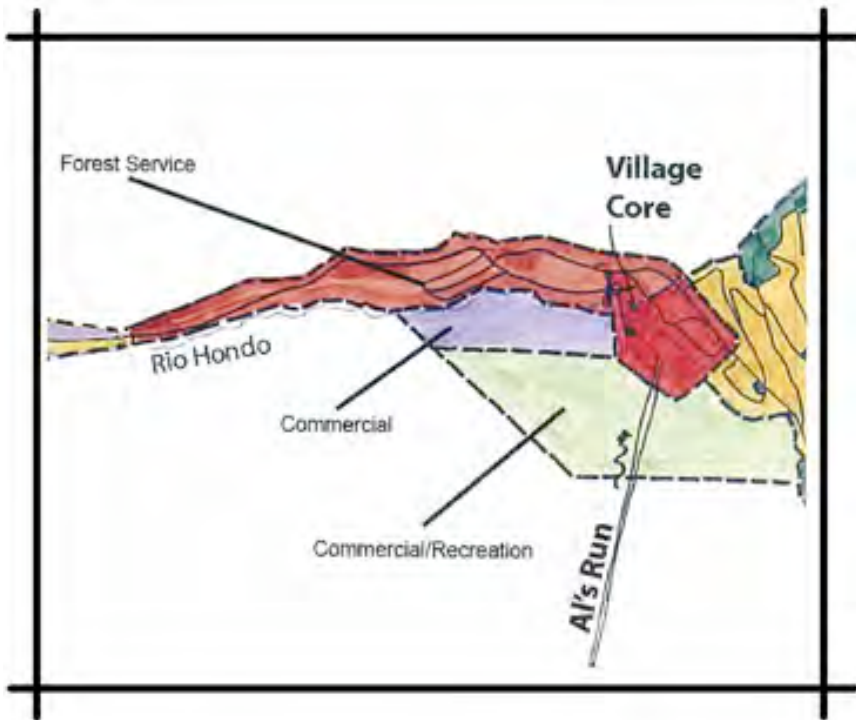 Forest Service
Village
Core
Rio Hondo
Commercial
Commercial/Recreation
Al's Run